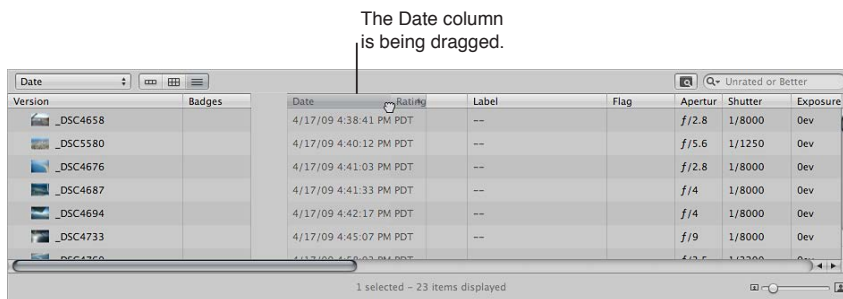 The Date column
is being dragged.
Date Unrated or Better
Version Badges Date Rating Label Flag Apertur Shutter Exposure
_DSC4658 4/17/09 4:38:41 PM PDT -- ƒ/2.8 1/8000 0ev
_DSC5580 4/17/09 4:40:12 PM PDT -- ƒ/5.6 1/1250 0ev
_DSC4676 4/17/09 4:41:03 PM PDT -- ƒ/2.8 1/8000 0ev
_DSC4687 4/17/09 4:41:33 PM PDT -- ƒ/4 1/8000 0ev
_DSC4694 4/17/09 4:42:17 PM PDT -- ƒ/4 1/8000 0ev
_DSC4733 4/17/09 4:45:07 PM PDT -- ƒ/9 1/8000 0ev
1 selected – 23 items displayed